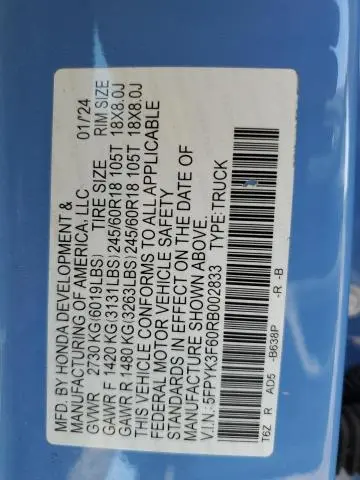 MFD. BY HONDA DEVELOPMENT & 01/24
MANUFACTURING OF AMERICA, LLC
TIRE SIZE RIM SIZE
GVWR 2730 KG(6019LBS)
GAWR F 1420 KG(3131LBS) 245/60R18 105T 18X8.0J
GAWR R 1480 KG(3263LBS) 245/60R18 105T 18X8.0J
THIS VEHICLE CONFORMS TO ALL APPLICABLE
FEDERAL MOTOR VEHICLE SAFETY
STANDARDS IN EFFECT ON THE DATE OF
MANUFACTURE SHOWN ABOVE.
V.I.N.:5FPYK3F60RB002833 TYPE:TRUCK
T6Z R AD5 -B638P -R -B